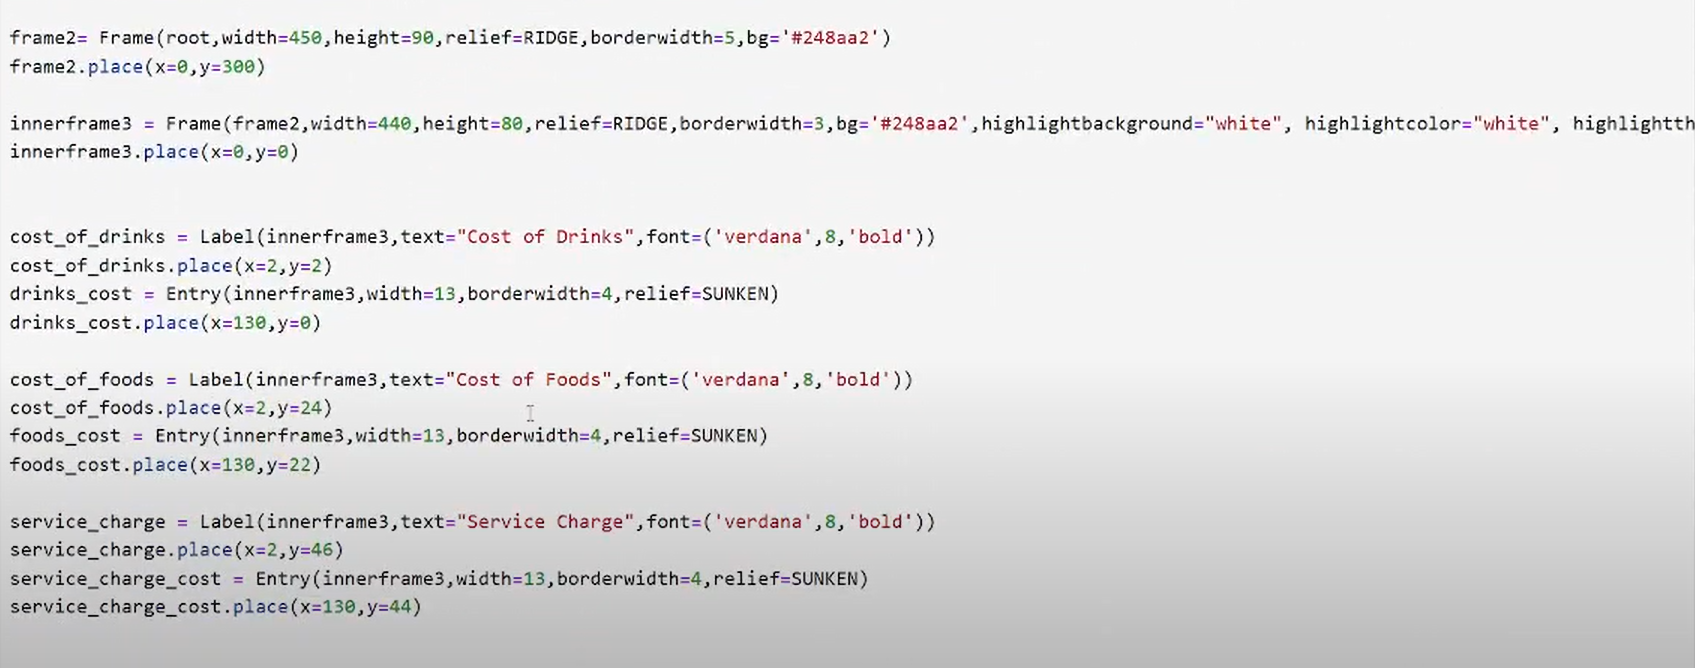 frame2= Frame(root,width=450,height=90,relief=RIDGE,borderwidth=5,bg='#248aa2')
frame2.place(x=0,y=300)
innerframe3 = Frame(frame2,width=440,height=80,relief=RIDGE,borderwidth=3,bg='#248aa2',highlightbackground="white", highlightcolor="white", highlightth
innerframe3.place(x=0,y=0)
cost_of_drinks = Label(innerframe3,text="Cost of Drinks",font=('verdana',8,'bold'))
cost_of_drinks.place(x=2,y=2)
drinks_cost = Entry(innerframe3,width=13,borderwidth=4,relief=SUNKEN)
drinks_cost.place(x=130,y=0)
cost_of_foods = Label(innerframe3,text="Cost of Foods",font=('verdana',8,'bold'))
cost_of_foods.place(x=2,y=24)
foods_cost = Entry(innerframe3,width=13,borderwidth=4,relief=SUNKEN)
foods_cost.place(x=130,y=22)
service_charge = Label(innerframe3,text="Service Charge",font=('verdana',8,'bold'))
service_charge.place(x=2,y=46)
service_charge_cost = Entry(innerframe3,width=13,borderwidth=4,relief=SUNKEN)
service_charge_cost.place(x=130,y=44)